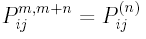 P_{ij}^{m,m+n} = P_{ij}^{(n)}